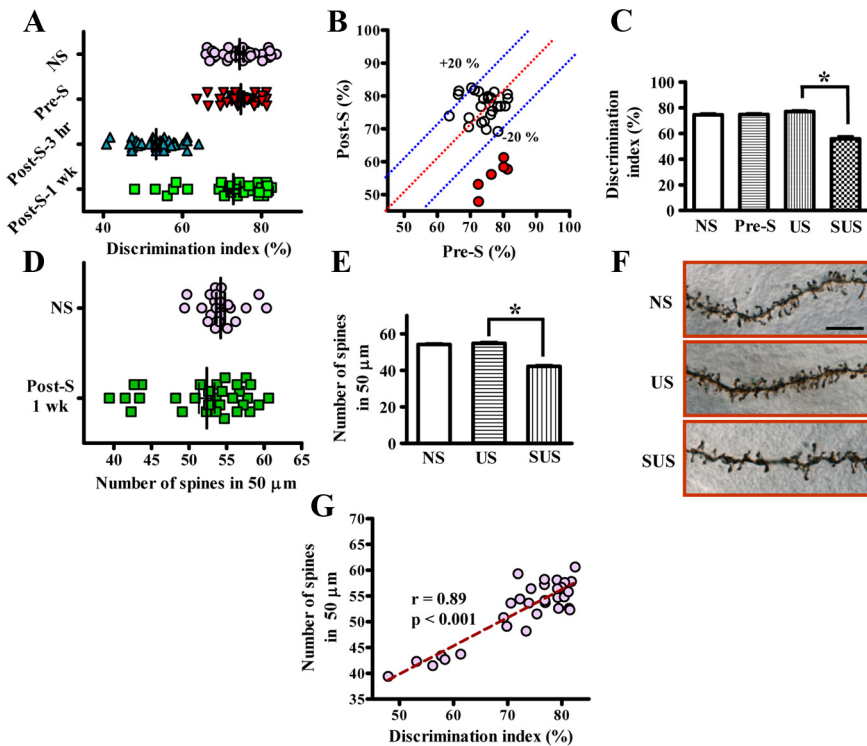 A
NS
Pre-S
Post-S-3 hr
Post-S-1 wk
40
60
80
Discrimination index (%)
B
Post-S (%)
100
90
80
70
60
50
+20 %
-20 %
50
60
70
80
90
100
Pre-S (%)
C
Discrimination
index (%)
100
80
60
40
20
0
*
NS
Pre-S
US
SUS
D
NS
Post-S
1 wk
40
45
50
55
60
65
Number of spines in 50 μm
E
Number of spines
in 50 μm
60
40
20
0
*
NS
US
SUS
F
NS
US
SUS
G
Number of spines
in 50 μm
70
65
60
55
50
45
40
35
r = 0.89
p < 0.001
50
60
70
80
Discrimination index (%)